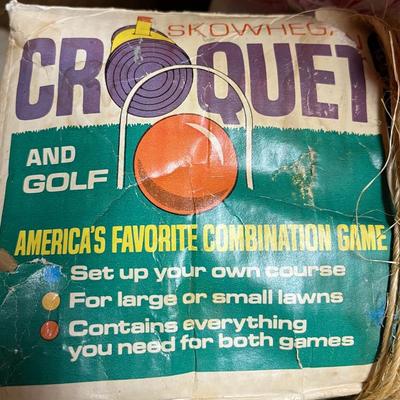 SKOWHEGAN
CROQUET
AND
GOLF
AMERICA'S FAVORITE COMBINATION GAME
Set up your own course
For large or small lawns
Contains everything
you need for both games